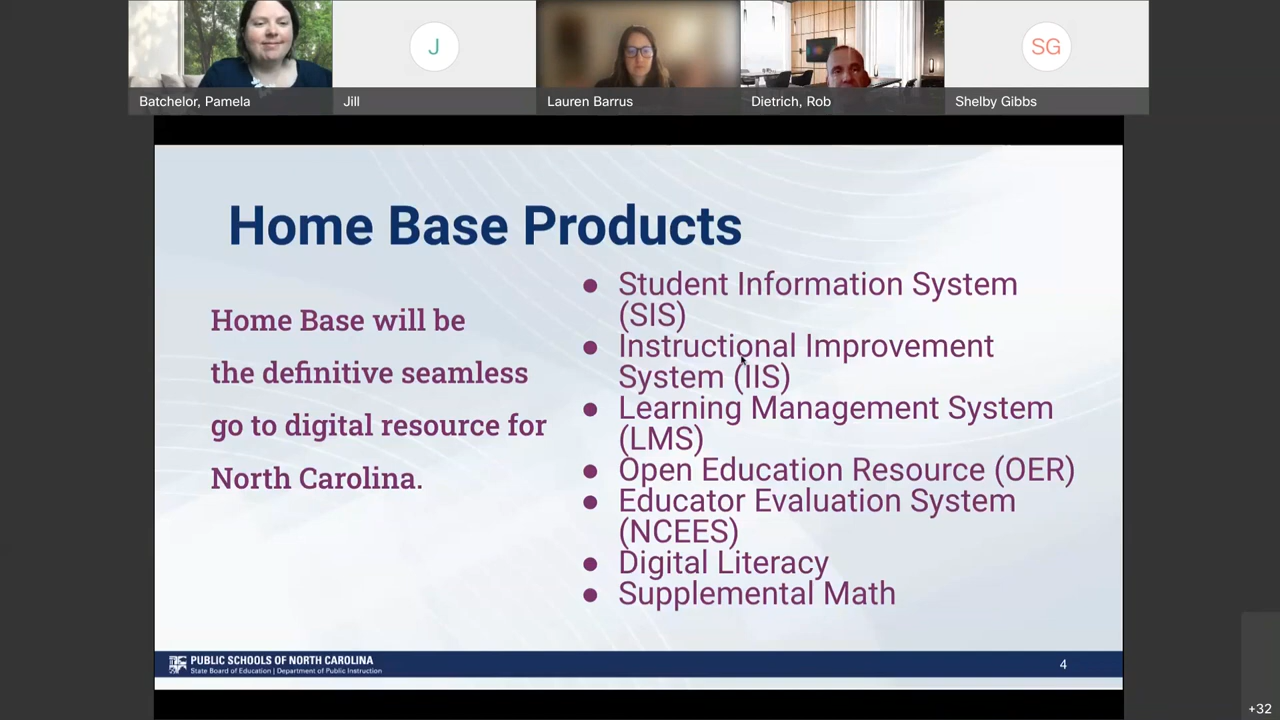 J
SG
Batchelor, Pamela
Jill
Lauren Barrus
Dietrich, Rob
Shelby Gibbs
Home Base Products
Home Base will be
the definitive seamless
go to digital resource for
North Carolina.
● Student Information System
(SIS)
● Instructional Improvement
System (IIS)
● Learning Management System
(LMS)
● Open Education Resource (OER)
● Educator Evaluation System
(NCEES)
● Digital Literacy
● Supplemental Math
PUBLIC SCHOOLS OF NORTH CAROLINA
State Board of Education | Department of Public Instruction
4
+32